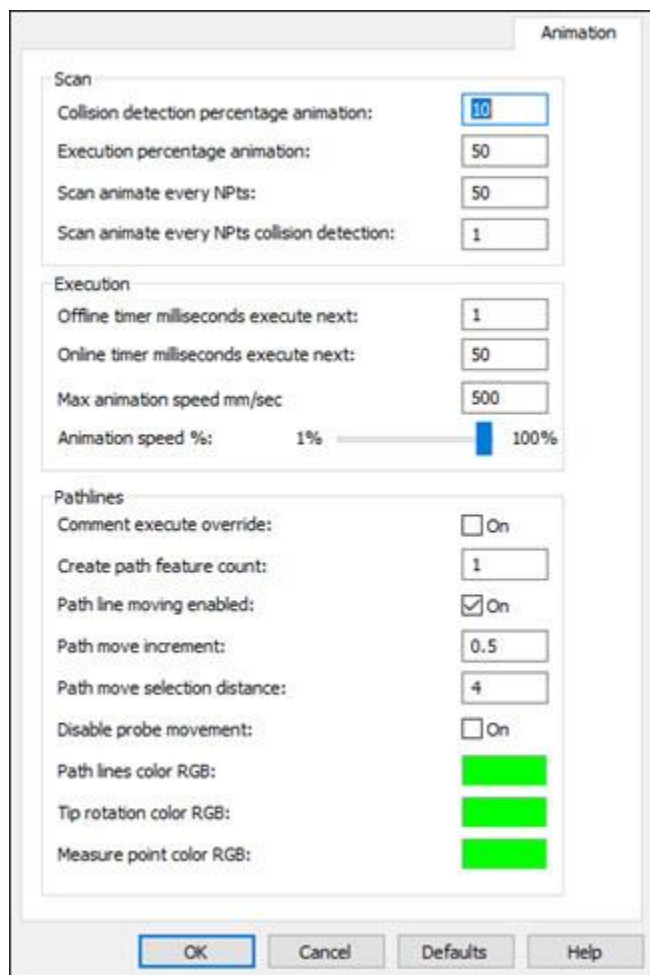 Animation
Scan
Collision detection percentage animation: 10
Execution percentage animation: 50
Scan animate every NPts: 50
Scan animate every NPts collision detection: 1
Execution
Offline timer milliseconds execute next: 1
Online timer milliseconds execute next: 50
Max animation speed mm/sec 500
Animation speed %: 1% 100%
Pathlines
Comment execute override: On
Create path feature count: 1
Path line moving enabled: On
Path move increment: 0.5
Path move selection distance: 4
Disable probe movement: On
Path lines color RGB:
Tip rotation color RGB:
Measure point color RGB:
OK Cancel Defaults Help